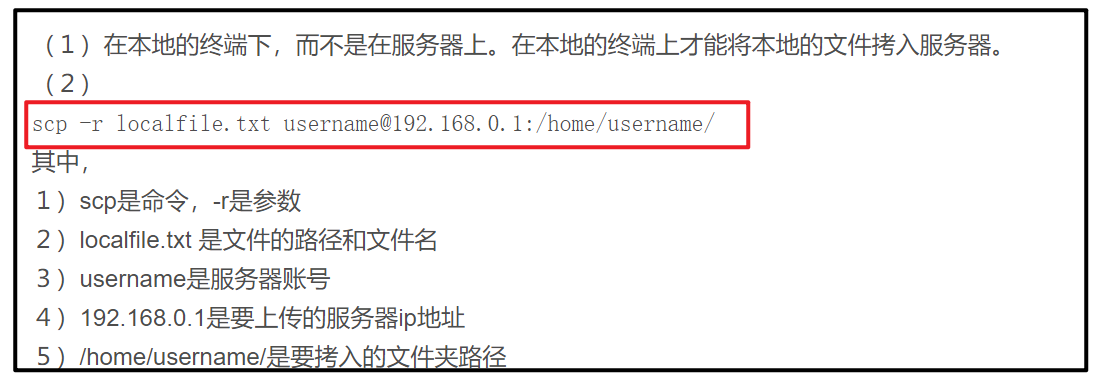 （1）在本地的终端下，而不是在服务器上。在本地的终端上才能将本地的文件拷入服务器。
（2）
scp -r localfile.txt username@192.168.0.1:/home/username/
其中，
1）scp是命令，-r是参数
2）localfile.txt 是文件的路径和文件名
3）username是服务器账号
4）192.168.0.1是要上传的服务器ip地址
5）/home/username/是要拷入的文件夹路径